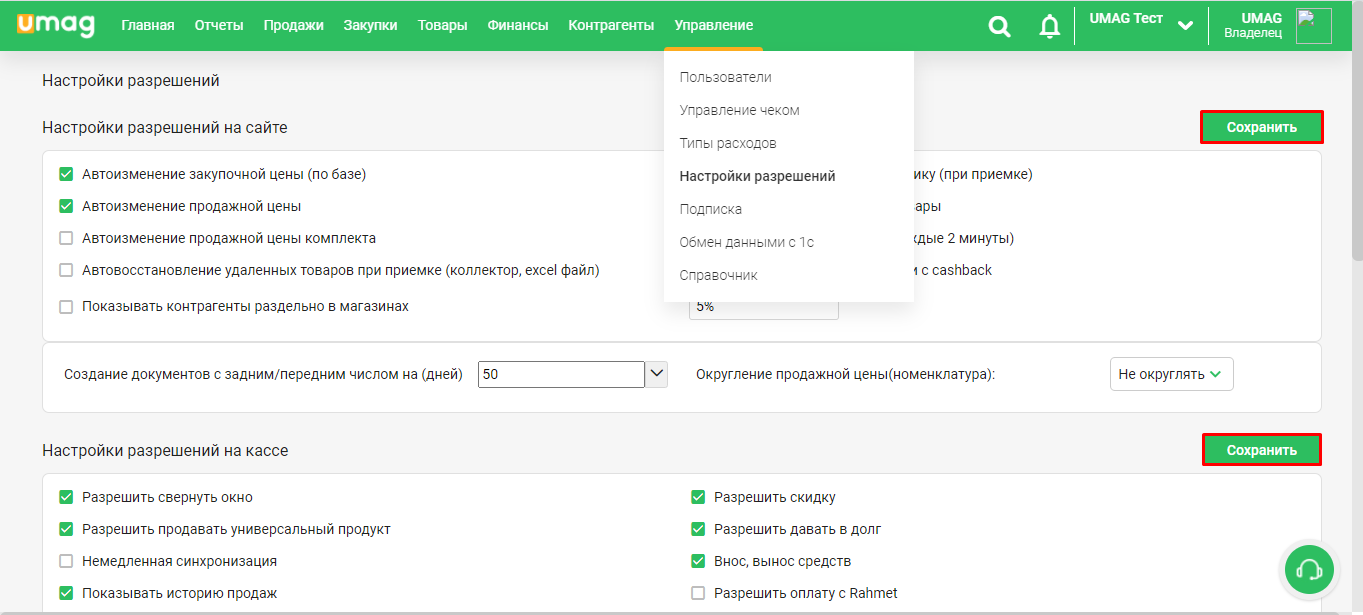 umag Главная Отчеты Продажи Закупки Товары Финансы Контрагенты Управление UMAG Тест UMAG
Владелец
Пользователи
Управление чеком
Типы расходов
Настройки разрешений
Подписка
Обмен данными с 1с
Справочник
Настройки разрешений
Настройки разрешений на сайте Сохранить
Автоизменение закупочной цены (по базе) (при приемке)
Автоизменение продажной цены
Автоизменение продажной цены комплекта 2 минуты)
Автовосстановление удаленных товаров при приемке (коллектор, excel файл) с cashback
Показывать контрагенты раздельно в магазинах 5%
Создание документов с задним/передним числом на (дней) 50 Округление продажной цены(номенклатура): Не округлять
Настройки разрешений на кассе Сохранить
Разрешить свернуть окно Разрешить скидку
Разрешить продавать универсальный продукт Разрешить давать в долг
Немедленная синхронизация Внос, вынос средств
Показывать историю продаж Разрешить оплату с Rahmet